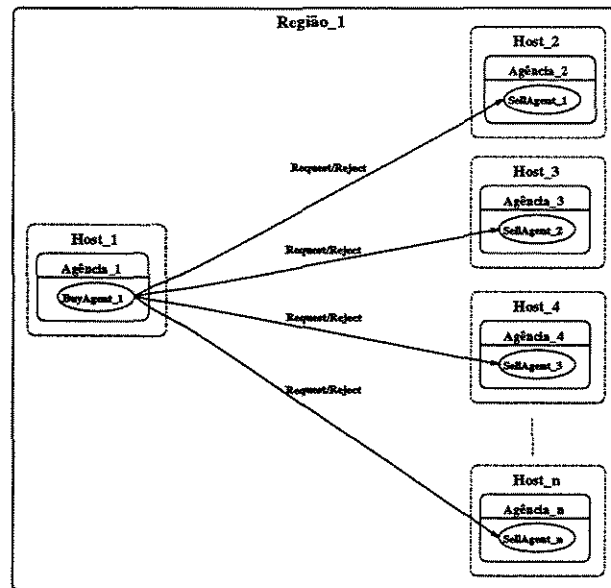 Região_1
Host_2
Agência_2
SellAgent_1
Request/Reject
Host_3
Agência_3
SellAgent_2
Request/Reject
Host_1
Agência_1
BuyAgent_1
Host_4
Agência_4
SellAgent_3
Request/Reject
Request/Reject
Host_n
Agência_n
SellAgent_n